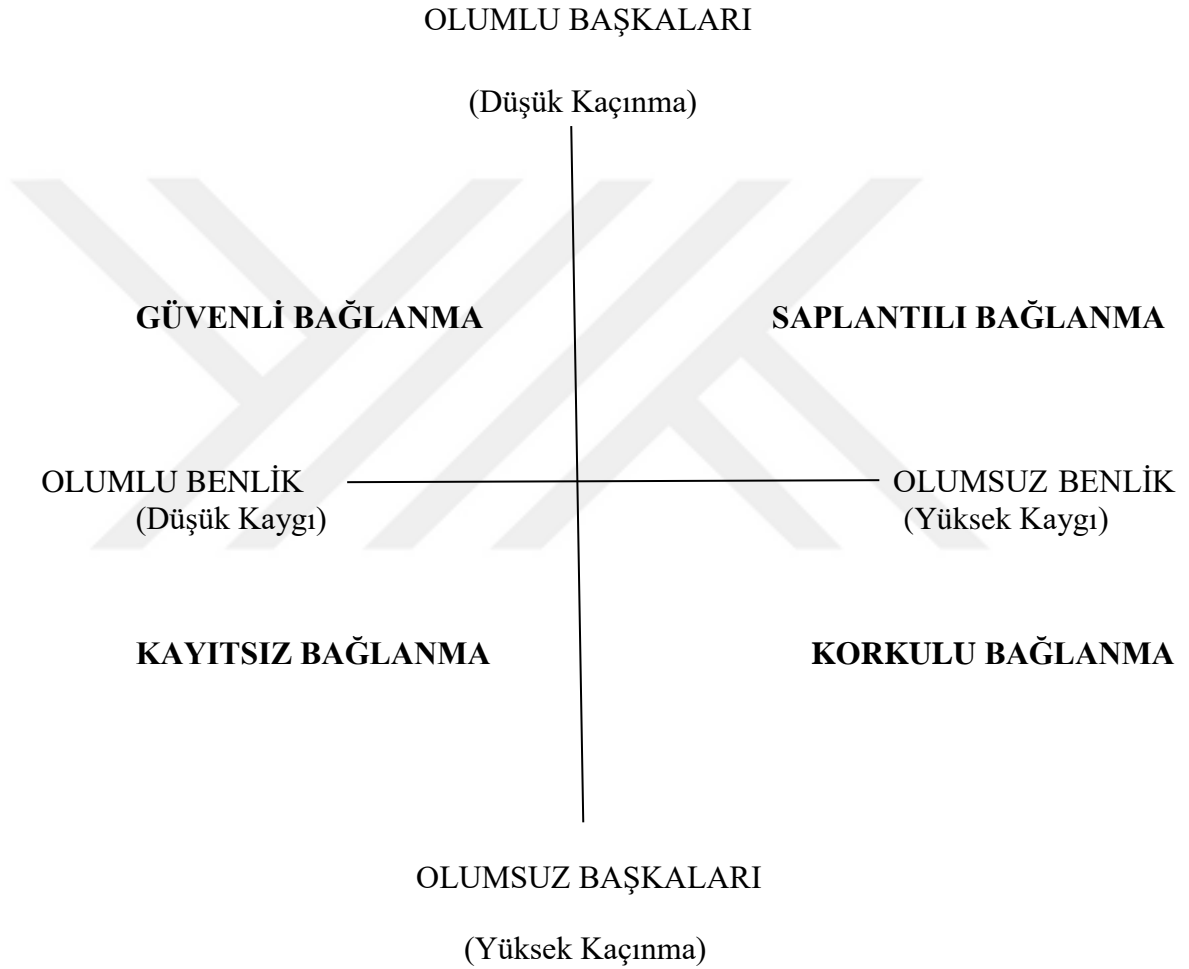 OLUMLU BAŞKALARI
(Düşük Kaçınma)
GÜVENLİ BAĞLANMA
SAPLANTILI BAĞLANMA
OLUMLU BENLİK
(Düşük Kaygı)
OLUMSUZ BENLİK
(Yüksek Kaygı)
KAYITSIZ BAĞLANMA
KORKULU BAĞLANMA
OLUMSUZ BAŞKALARI
(Yüksek Kaçınma)